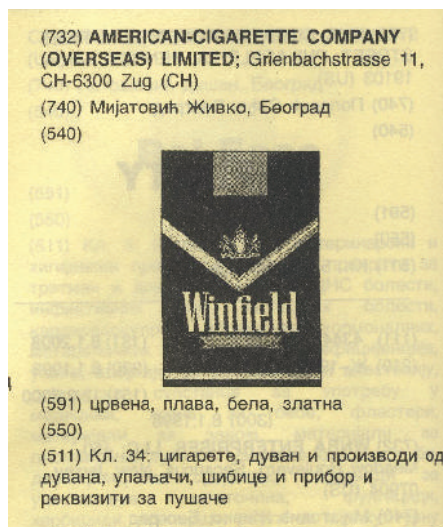 (732) AMERICAN-CIGARETTE COMPANY
(OVERSEAS) LIMITED; Grienbachstrasse 11,
CH-6300 Zug (CH)
(740) Мијатовић Живко, Београд
(540)
Winfield
(591) црвена, плава, бела, златна
(550)
(511) Кл. 34: цигарете, дуван и производи од
дувана, упаљачи, шибице и прибор и
реквизити за пушаче